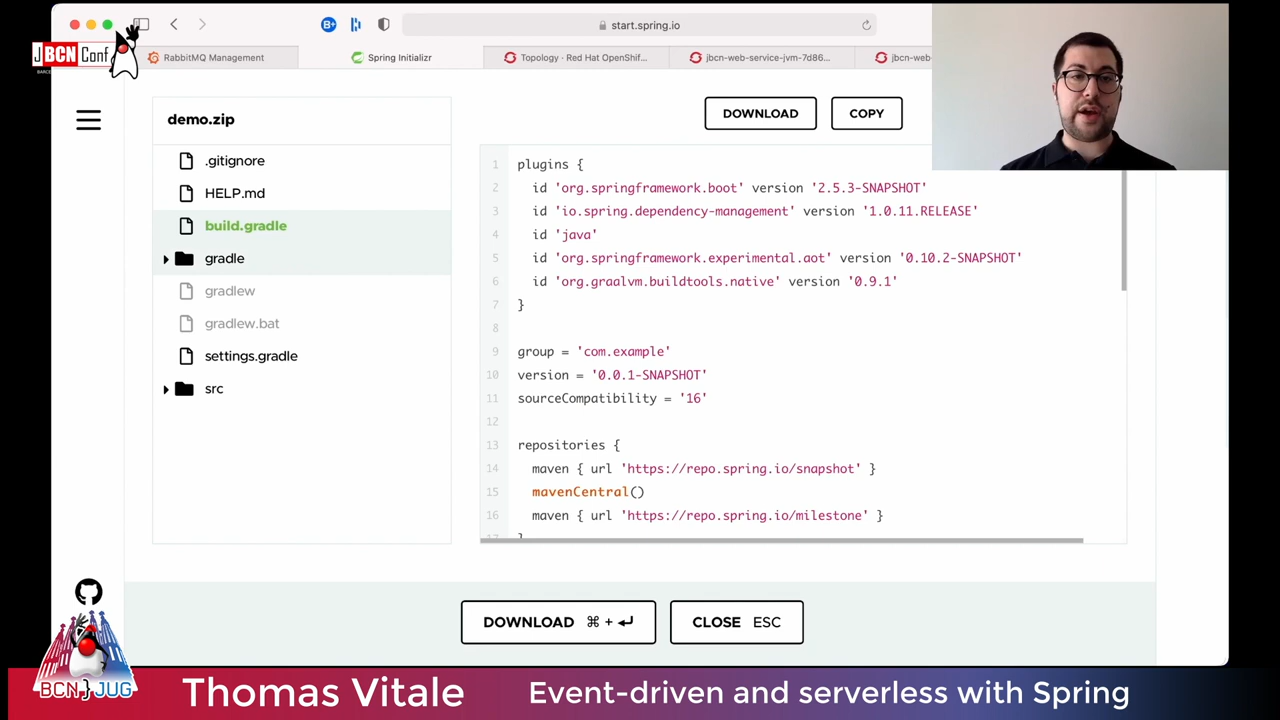 start.spring.io
JBCNConf
RabbitMQ Management
Spring Initializr
Topology · Red Hat OpenShif...
jbcn-web-service-jvm-7d86...
jbcn-web
demo.zip
DOWNLOAD
COPY
.gitignore
HELP.md
build.gradle
gradle
gradlew
gradlew.bat
settings.gradle
src
1 plugins {
2 id 'org.springframework.boot' version '2.5.3-SNAPSHOT'
3 id 'io.spring.dependency-management' version '1.0.11.RELEASE'
4 id 'java'
5 id 'org.springframework.experimental.aot' version '0.10.2-SNAPSHOT'
6 id 'org.graalvm.buildtools.native' version '0.9.1'
7 }
8
9 group = 'com.example'
10 version = '0.0.1-SNAPSHOT'
11 sourceCompatibility = '16'
12
13 repositories {
14 maven { url 'https://repo.spring.io/snapshot' }
15 mavenCentral()
16 maven { url 'https://repo.spring.io/milestone' }
17 }
DOWNLOAD ⌘ + ↵
CLOSE ESC
BCN}JUG
Thomas Vitale
Event-driven and serverless with Spring